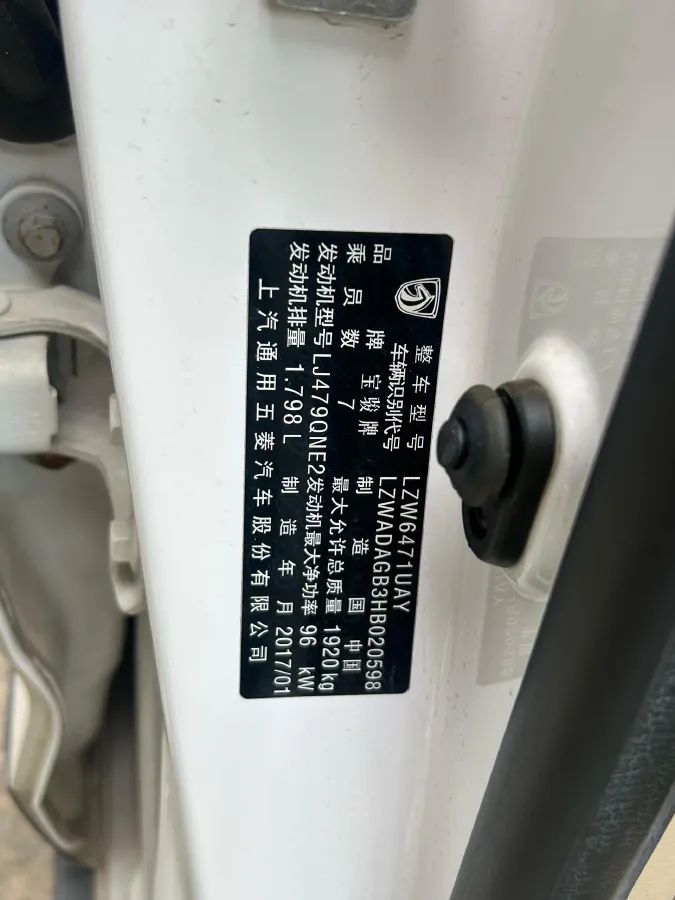 整车型号 LZW6471UAY
车辆识别代号 LZWADAGB3HB020598
品牌 宝骏牌 制造国 中国
乘员数 7 最大允许总质量 1920kg
发动机型号 LJ479QNE2 发动机最大净功率 96 kW
发动机排量 1.798L 制造年月 2017/01
上汽通用五菱汽车股份有限公司